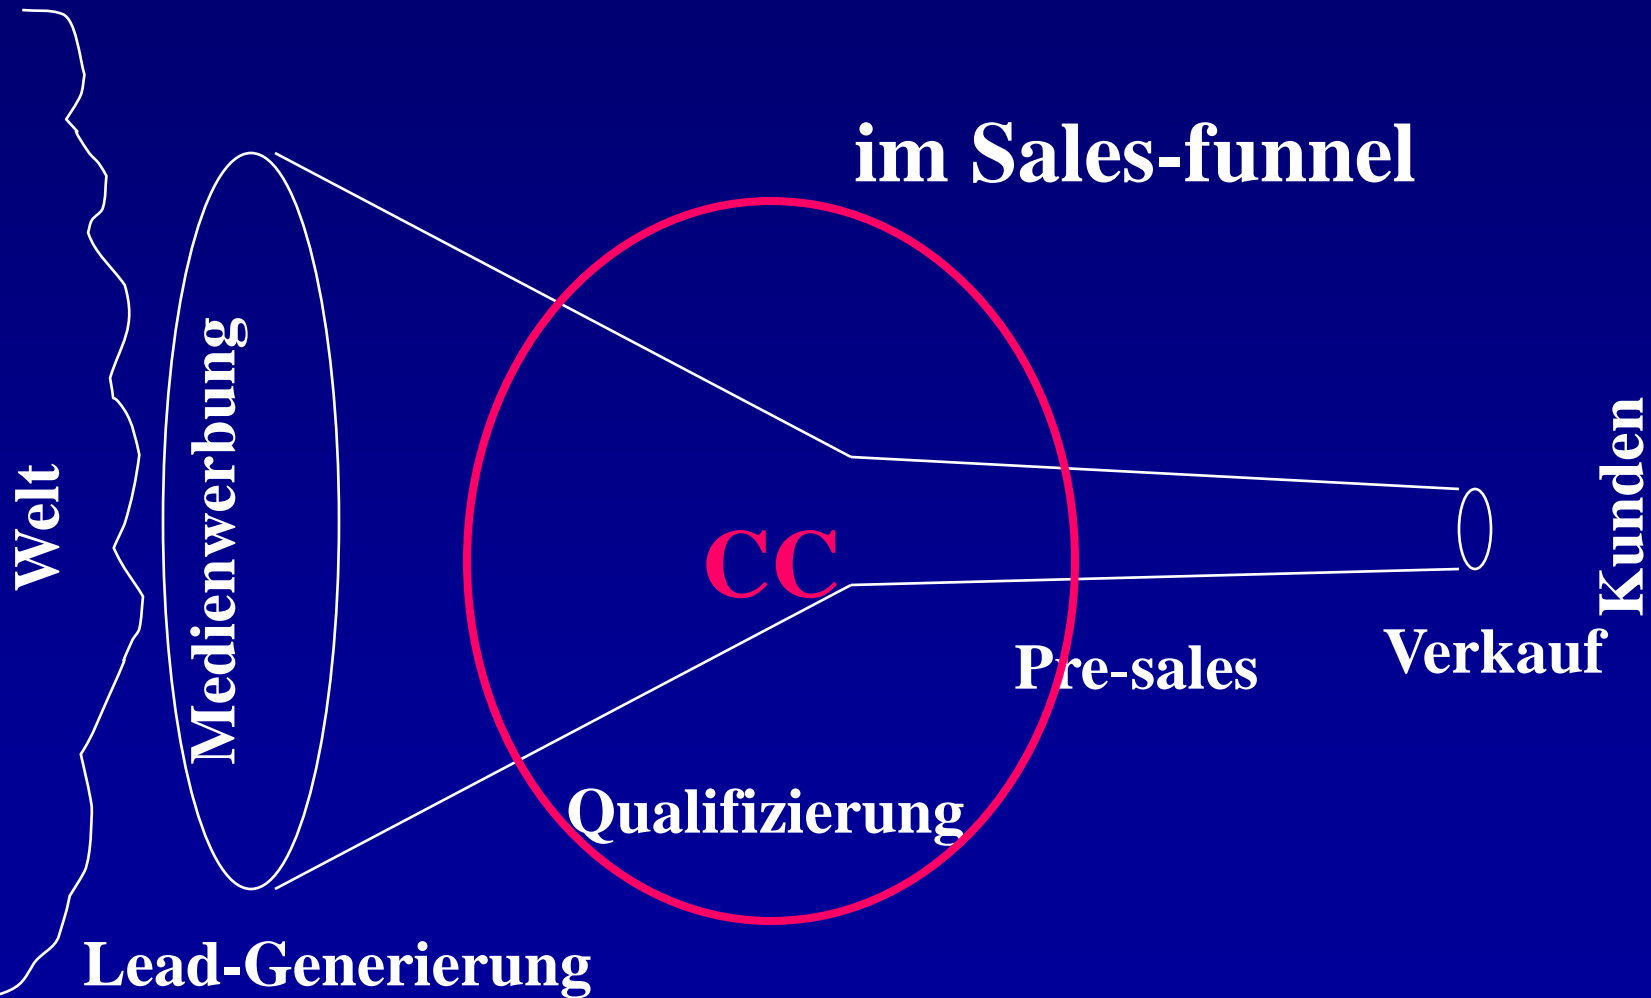 im Sales-funnel
Welt
Medienwerbung
CC
Kunden
Pre-sales
Verkauf
Qualifizierung
Lead-Generierung